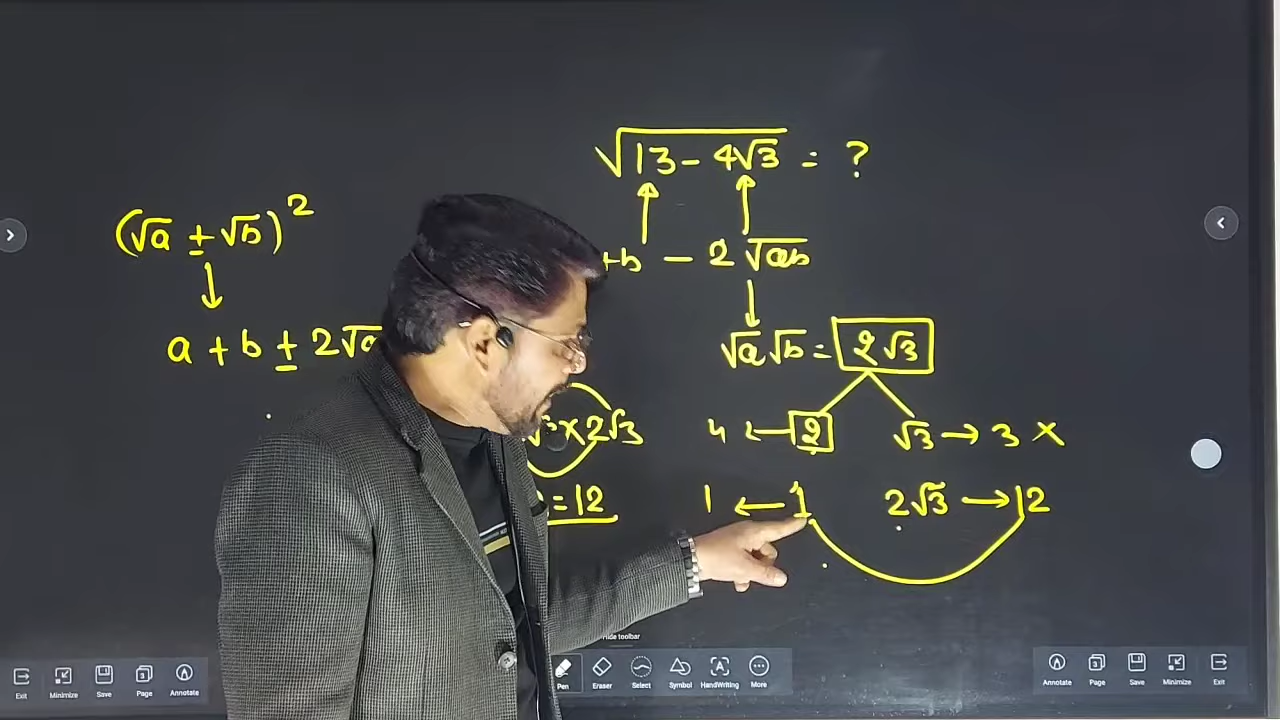 √13 - 4√3 = ?
(√a ± √b)²
+b - 2√ab
a + b ± 2√a
√a √b = 2√3
√3 × 2√3
4 ← 2 √3 → 3 ×
= 12
1 ← 1 2√3 → 12
Hide toolbar
Exit Minimize Save Page Annotate
Pen Eraser Select Symbol HandWriting More
Annotate Page Save Minimize Exit